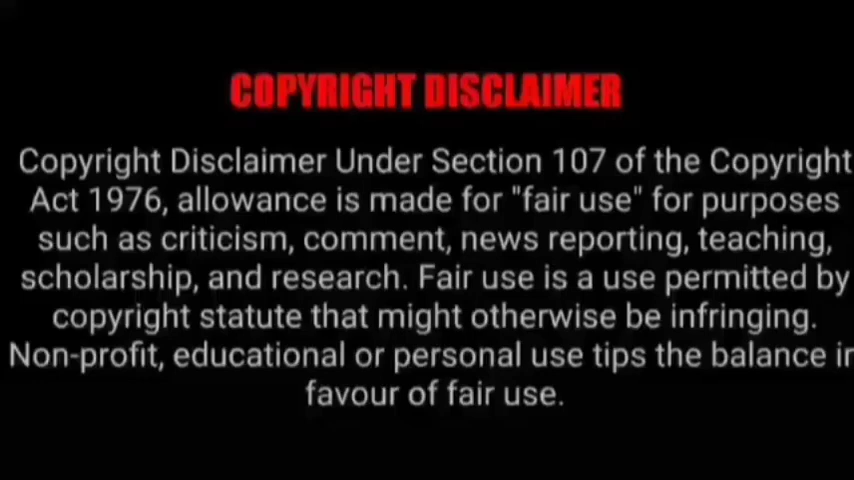 COPYRIGHT DISCLAIMER
Copyright Disclaimer Under Section 107 of the Copyright
Act 1976, allowance is made for "fair use" for purposes
such as criticism, comment, news reporting, teaching,
scholarship, and research. Fair use is a use permitted by
copyright statute that might otherwise be infringing.
Non-profit, educational or personal use tips the balance in
favour of fair use.